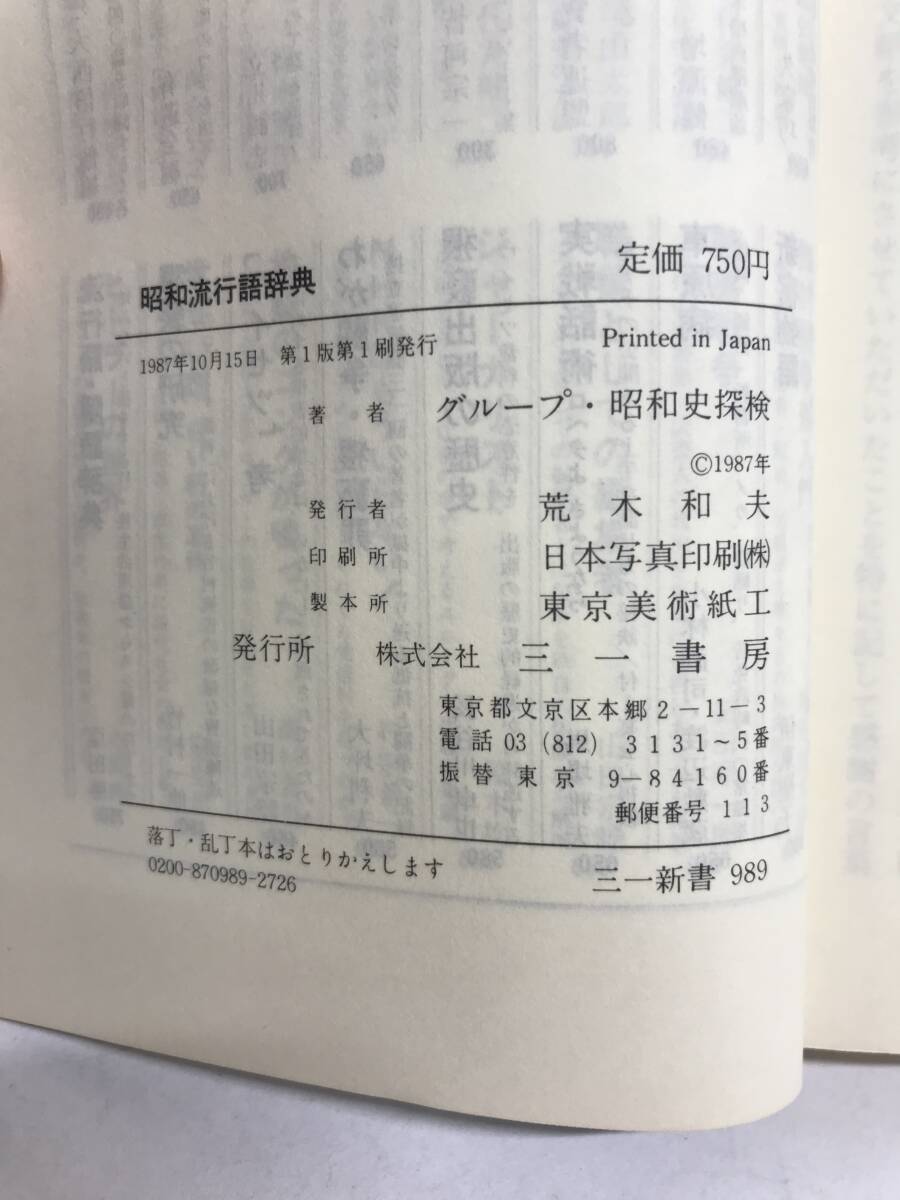 昭和流行語辞典
定価 750円
1987年10月15日 第1版第1刷発行
Printed in Japan
著者 グループ・昭和史探検
©1987年
発行者 荒木和夫
印刷所 日本写真印刷㈱
製本所 東京美術紙工
発行所 株式会社 三一書房
東京都文京区本郷2-11-3
電話03(812)3131~5番
振替東京9-84160番
郵便番号113
落丁・乱丁本はおとりかえします
0200-870989-2726
三一新書 989